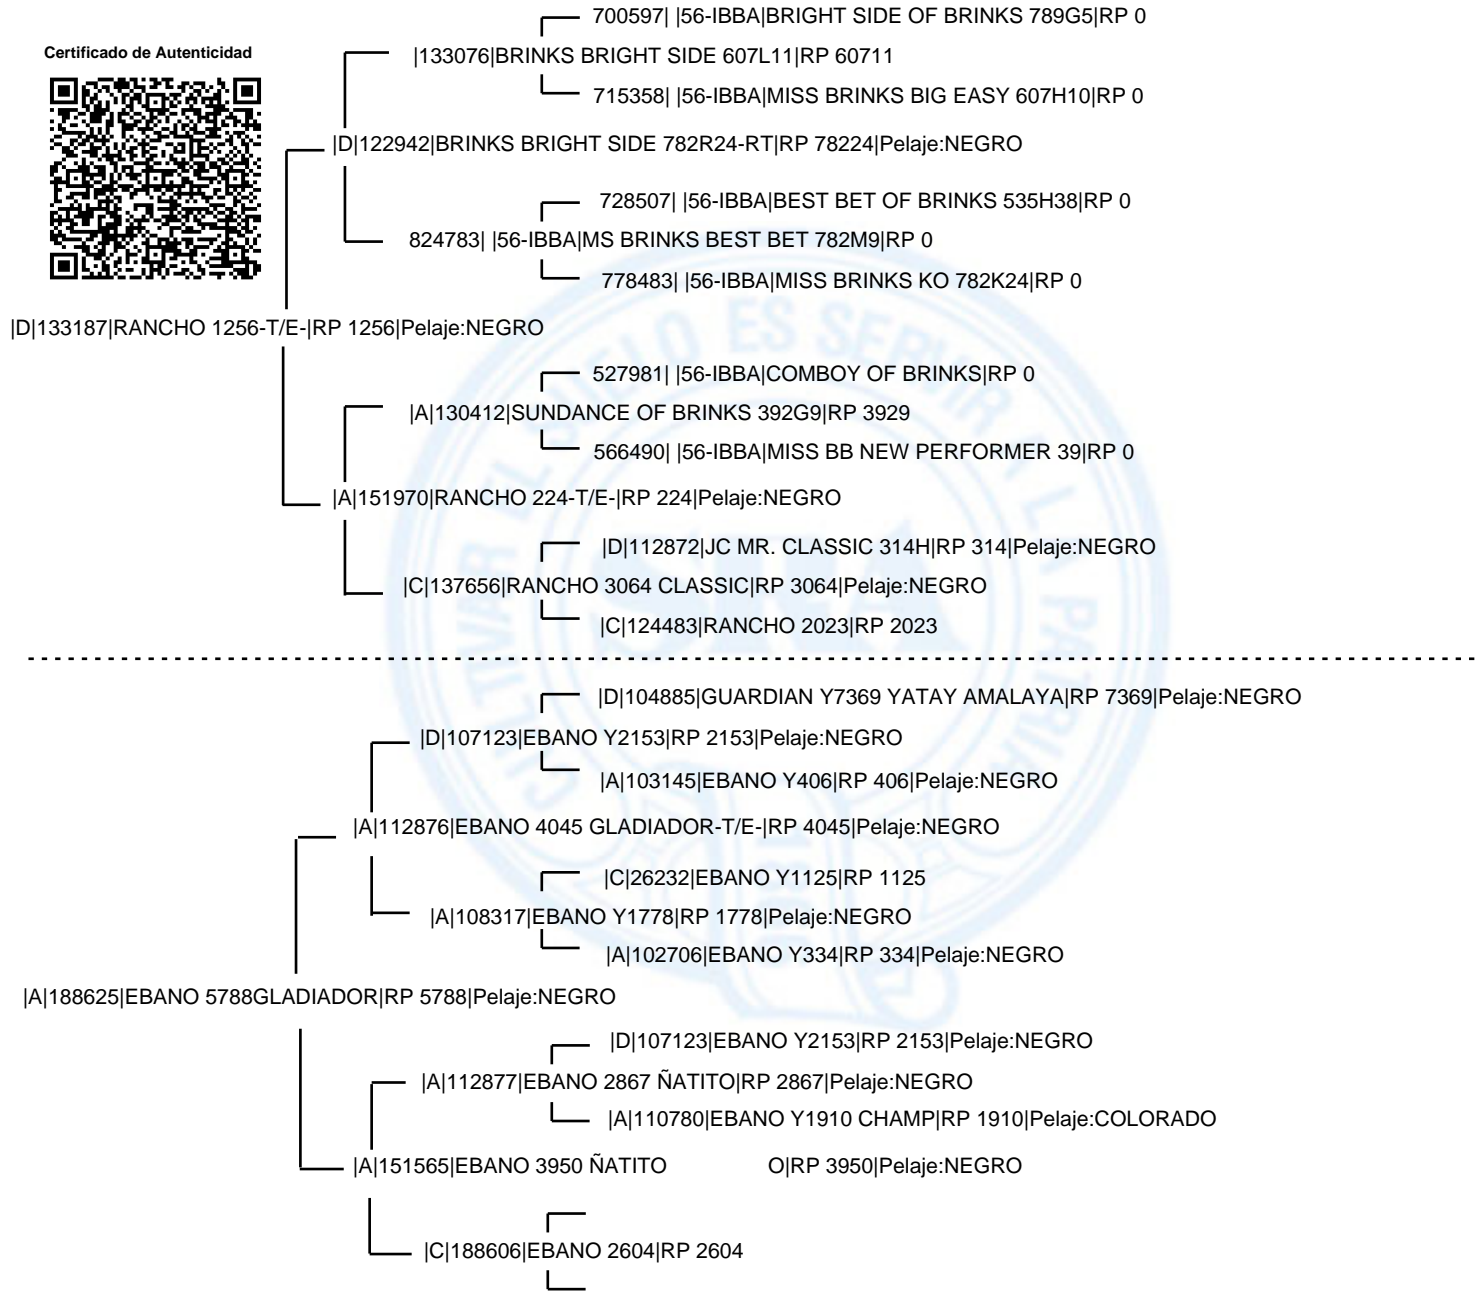 700597| |56-IBBA|BRIGHT SIDE OF BRINKS 789G5|RP 0
Certificado de Autenticidad
|133076|BRINKS BRIGHT SIDE 607L11|RP 60711
715358| |56-IBBA|MISS BRINKS BIG EASY 607H10|RP 0
|D|122942|BRINKS BRIGHT SIDE 782R24-RT|RP 78224|Pelaje:NEGRO
728507| |56-IBBA|BEST BET OF BRINKS 535H38|RP 0
824783| |56-IBBA|MS BRINKS BEST BET 782M9|RP 0
778483| |56-IBBA|MISS BRINKS KO 782K24|RP 0
|D|133187|RANCHO 1256-T/E-|RP 1256|Pelaje:NEGRO
527981| |56-IBBA|COMBOY OF BRINKS|RP 0
|A|130412|SUNDANCE OF BRINKS 392G9|RP 3929
566490| |56-IBBA|MISS BB NEW PERFORMER 39|RP 0
|A|151970|RANCHO 224-T/E-|RP 224|Pelaje:NEGRO
|D|112872|JC MR. CLASSIC 314H|RP 314|Pelaje:NEGRO
|C|137656|RANCHO 3064 CLASSIC|RP 3064|Pelaje:NEGRO
|C|124483|RANCHO 2023|RP 2023
|D|104885|GUARDIAN Y7369 YATAY AMALAYA|RP 7369|Pelaje:NEGRO
|D|107123|EBANO Y2153|RP 2153|Pelaje:NEGRO
|A|103145|EBANO Y406|RP 406|Pelaje:NEGRO
|A|112876|EBANO 4045 GLADIADOR-T/E-|RP 4045|Pelaje:NEGRO
|C|26232|EBANO Y1125|RP 1125
|A|108317|EBANO Y1778|RP 1778|Pelaje:NEGRO
|A|102706|EBANO Y334|RP 334|Pelaje:NEGRO
|A|188625|EBANO 5788GLADIADOR|RP 5788|Pelaje:NEGRO
|D|107123|EBANO Y2153|RP 2153|Pelaje:NEGRO
|A|112877|EBANO 2867 ÑATITO|RP 2867|Pelaje:NEGRO
|A|110780|EBANO Y1910 CHAMP|RP 1910|Pelaje:COLORADO
|A|151565|EBANO 3950 ÑATITO O|RP 3950|Pelaje:NEGRO
|C|188606|EBANO 2604|RP 2604
CULTIVAR EL SUELO ES SERVIR A LA PATRIA
SRA
1866